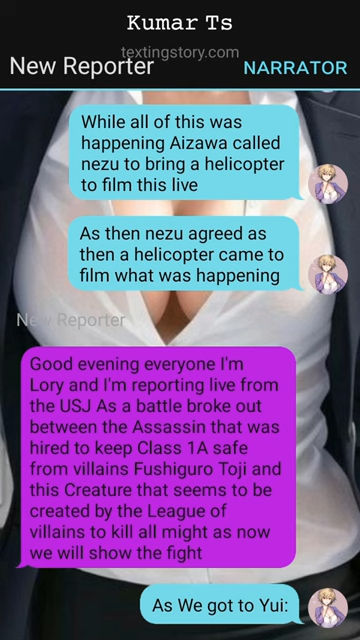 Kumar Ts
textingstory.com
New Reporter
NARRATOR
While all of this was
happening Aizawa called
nezu to bring a helicopter
to film this live
As then nezu agreed as
then a helicopter came to
film what was happening
New Reporter
Good evening everyone I'm
Lory and I'm reporting live from
the USJ As a battle broke out
between the Assassin that was
hired to keep Class 1A safe
from villains Fushiguro Toji and
this Creature that seems to be
created by the League of
villains to kill all might as now
we will show the fight
As We got to Yui: